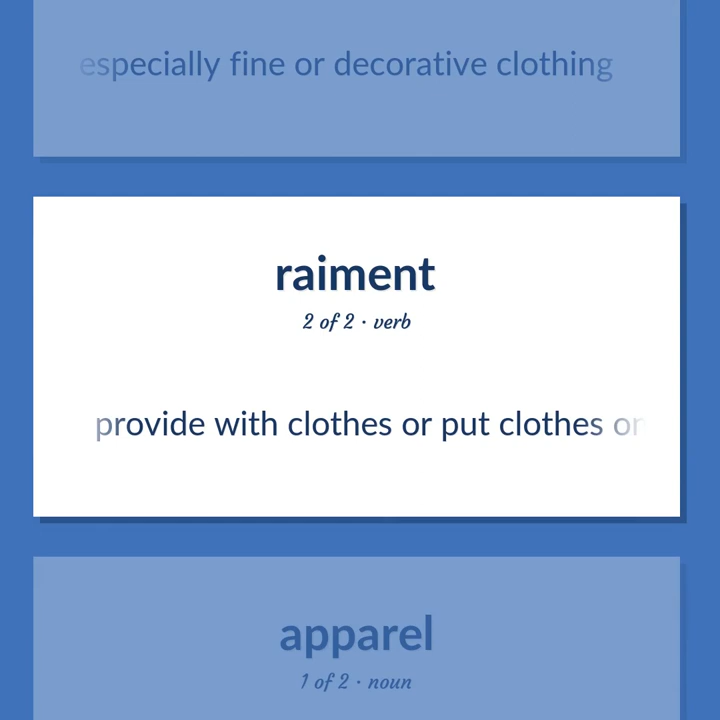 especially fine or decorative clothing
raiment
2 of 2 · verb
provide with clothes or put clothes on
apparel
1 of 2 · noun